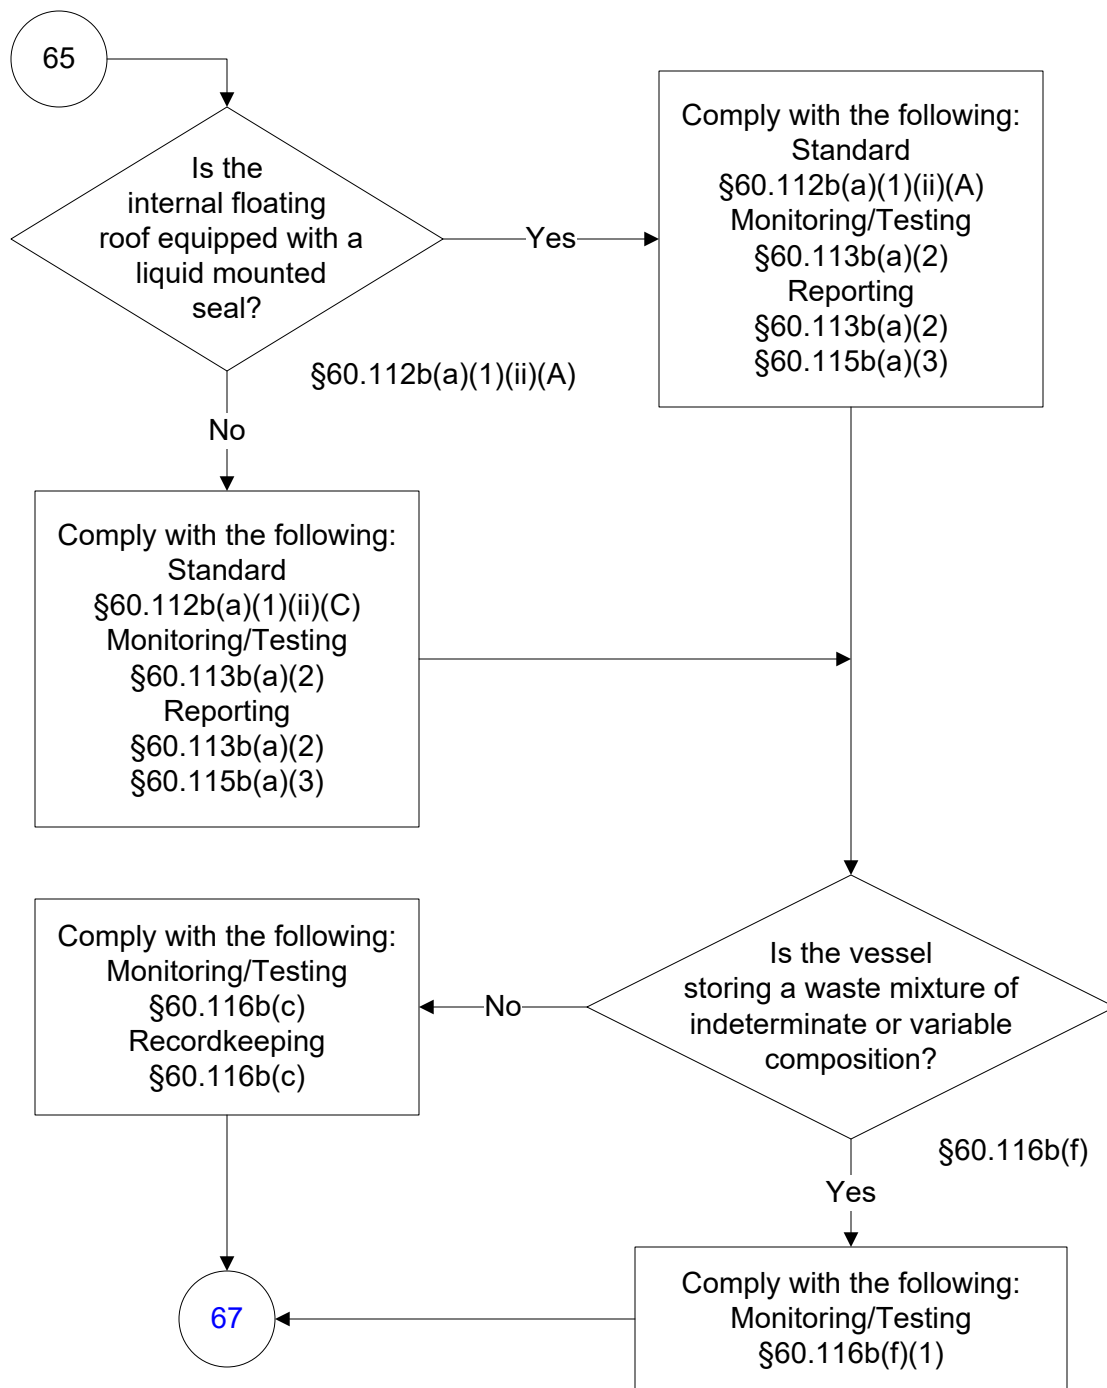 65
Is the
internal floating
roof equipped with a
liquid mounted
seal?
Yes
Comply with the following:
Standard
§60.112b(a)(1)(ii)(A)
Monitoring/Testing
§60.113b(a)(2)
Reporting
§60.113b(a)(2)
§60.115b(a)(3)
§60.112b(a)(1)(ii)(A)
No
Comply with the following:
Standard
§60.112b(a)(1)(ii)(C)
Monitoring/Testing
§60.113b(a)(2)
Reporting
§60.113b(a)(2)
§60.115b(a)(3)
Is the vessel
storing a waste mixture of
indeterminate or variable
composition?
No
Comply with the following:
Monitoring/Testing
§60.116b(c)
Recordkeeping
§60.116b(c)
§60.116b(f)
Yes
Comply with the following:
Monitoring/Testing
§60.116b(f)(1)
67